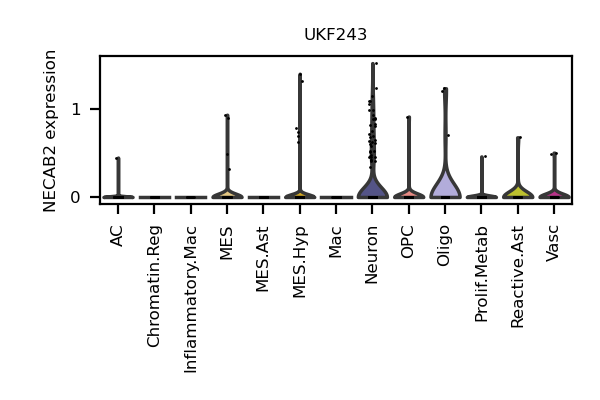 UKF243
NECAB2 expression
1
0
AC
Chromatin.Reg
Inflammatory.Mac
MES
MES.Ast
MES.Hyp
Mac
Neuron
OPC
Oligo
Prolif.Metab
Reactive.Ast
Vasc